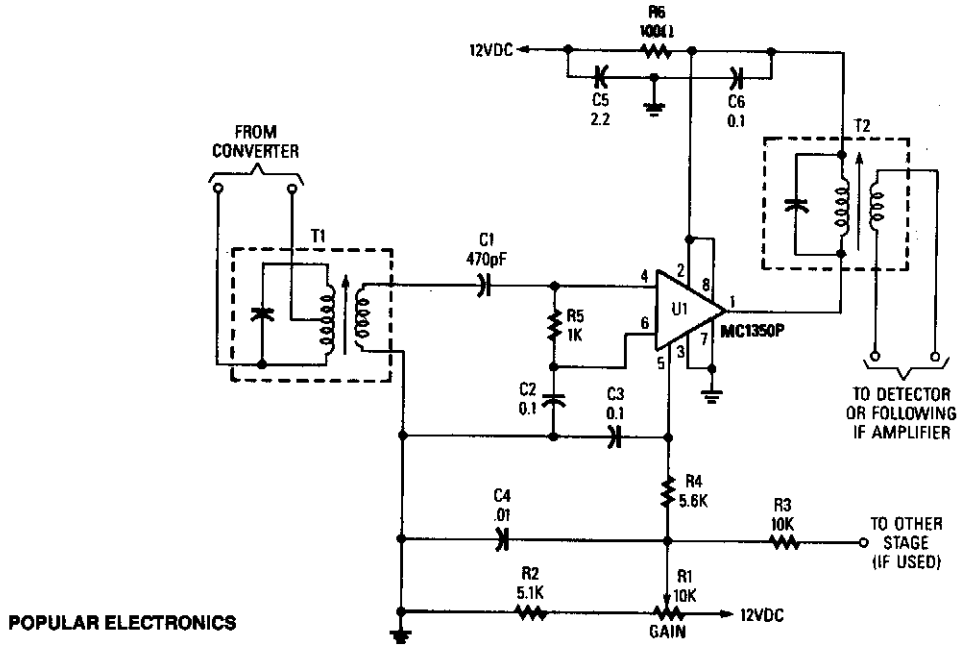 R6
100Ω
12VDC
C5
2.2
C6
0.1
T2
FROM
CONVERTER
T1
C1
470pF
4
2
8
U1
1
R5
1K
6
MC1350P
7
3
5
C2
0.1
C3
0.1
TO DETECTOR
OR FOLLOWING
IF AMPLIFIER
R4
5.6K
C4
.01
R3
10K
TO OTHER
STAGE
(IF USED)
R2
5.1K
R1
10K
12VDC
GAIN
POPULAR ELECTRONICS